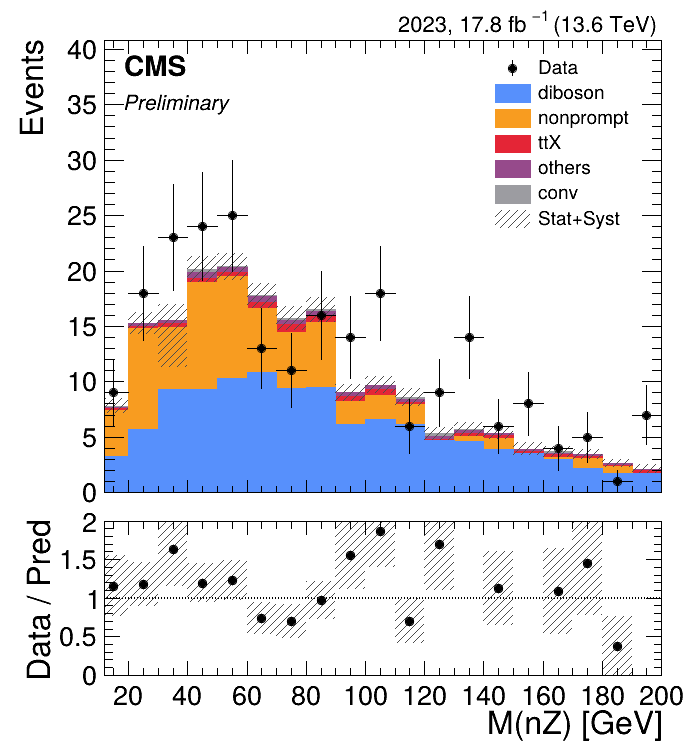 2023, 17.8 fb⁻¹ (13.6 TeV)
CMS
Preliminary
Events
40
35
30
25
20
15
10
5
0
Data
diboson
nonprompt
ttX
others
conv
Stat+Syst
Data / Pred
2
1.5
1
0.5
0
20 40 60 80 100 120 140 160 180 200
M(nZ) [GeV]